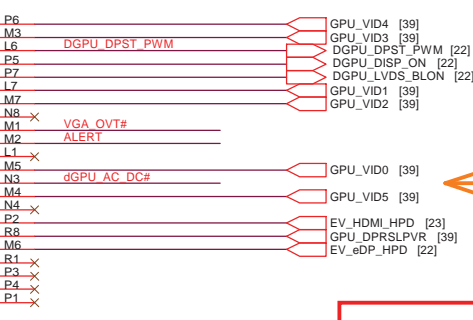 P6 GPU_VID4 [39]
M3 GPU_VID3 [39]
L6 DGPU_DPST_PWM DGPU_DPST_PWM [22]
P5 DGPU_DISP_ON [22]
P7 DGPU_LVDS_BLON [22]
L7 GPU_VID1 [39]
M7 GPU_VID2 [39]
N8
M1 VGA_OVT#
M2 ALERT
L1
M5 GPU_VID0 [39]
N3 dGPU_AC_DC#
M4 GPU_VID5 [39]
N4
P2 EV_HDMI_HPD [23]
R8 GPU_DPRSLPVR [39]
M6 EV_eDP_HPD [22]
R1
P3
P4
P1